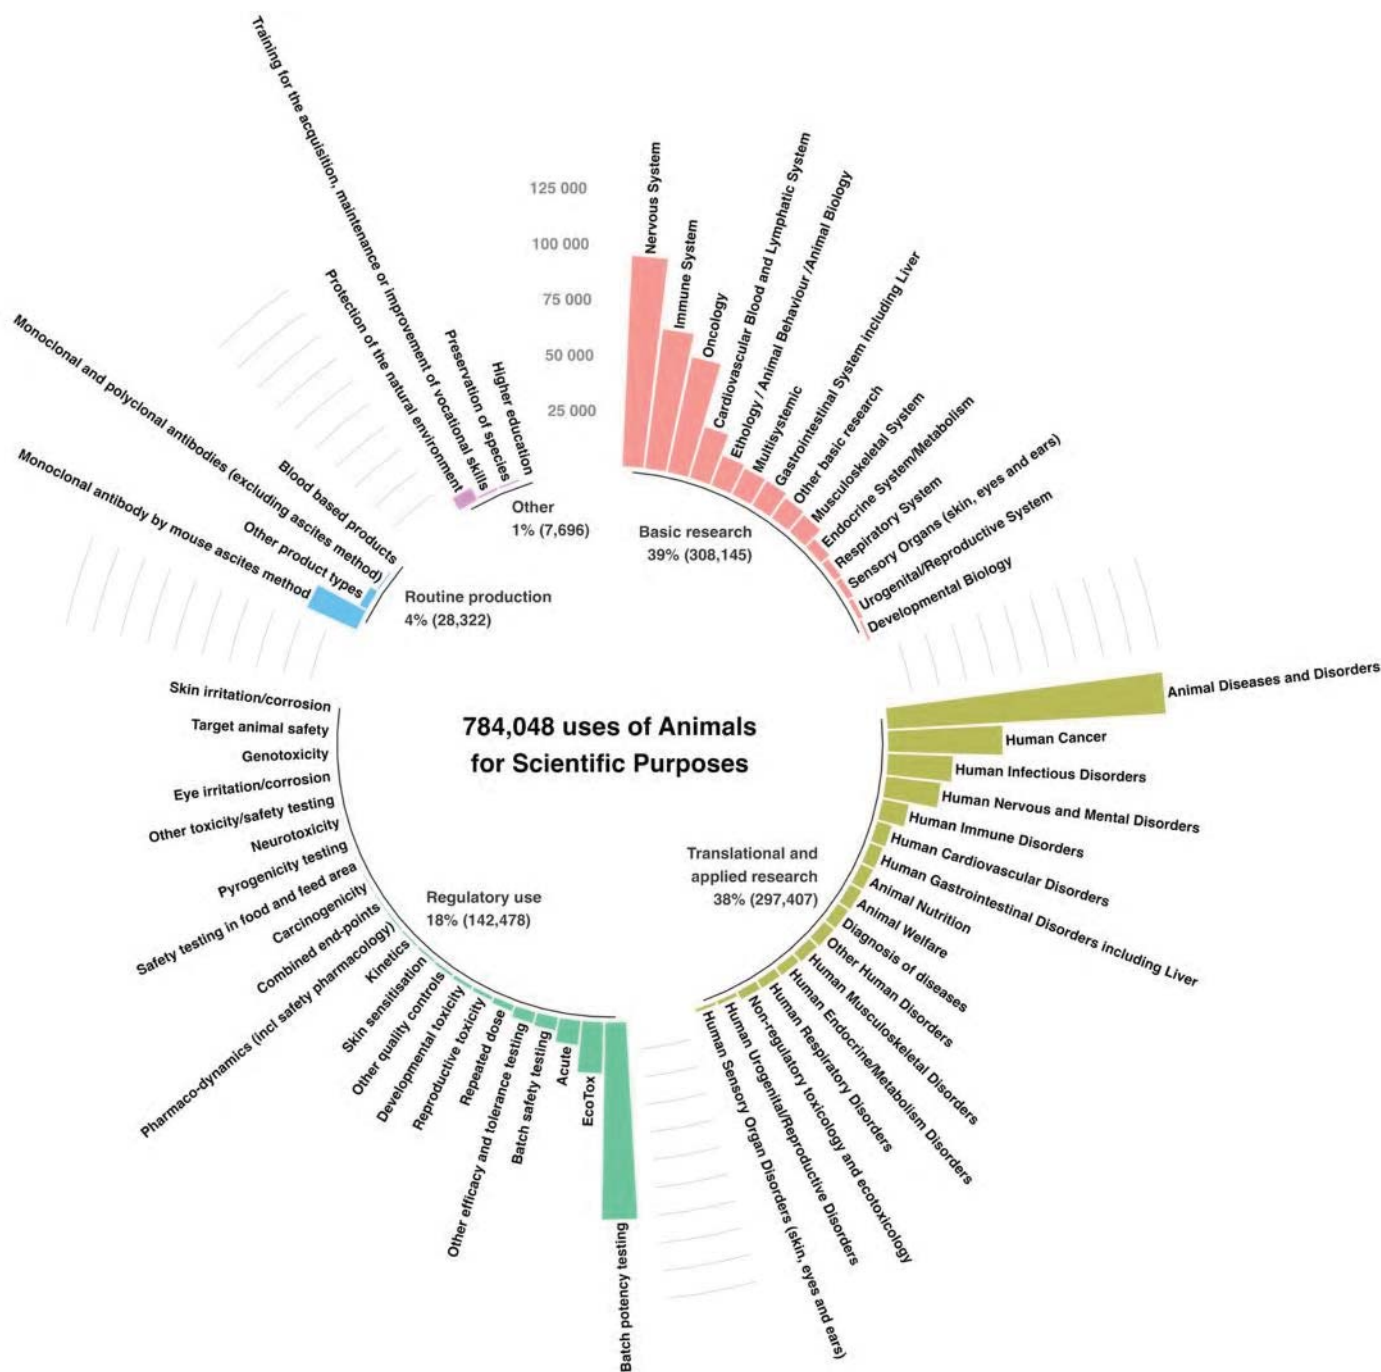 784,048 uses of Animals
for Scientific Purposes
125 000
100 000
75 000
50 000
25 000
Basic research
39% (308,145)
Nervous System
Immune System
Oncology
Cardiovascular Blood and Lymphatic System
Ethology / Animal Behaviour /Animal Biology
Multisystemic
Gastrointestinal System including Liver
Other basic research
Musculoskeletal System
Endocrine System/Metabolism
Respiratory System
Sensory Organs (skin, eyes and ears)
Urogenital/Reproductive System
Developmental Biology
Translational and
applied research
38% (297,407)
Animal Diseases and Disorders
Human Cancer
Human Infectious Disorders
Human Nervous and Mental Disorders
Human Immune Disorders
Human Cardiovascular Disorders
Human Gastrointestinal Disorders including Liver
Animal Nutrition
Animal Welfare
Diagnosis of diseases
Other Human Disorders
Human Musculoskeletal Disorders
Human Endocrine/Metabolism Disorders
Human Respiratory Disorders
Non-regulatory toxicology and ecotoxicology
Human Urogenital/Reproductive Disorders
Human Sensory Organ Disorders (skin, eyes and ears)
Regulatory use
18% (142,478)
Batch potency testing
EcoTox
Acute
Batch safety testing
Other efficacy and tolerance testing
Repeated dose
Reproductive toxicity
Developmental toxicity
Other quality controls
Skin sensitisation
Kinetics
Pharmaco-dynamics (incl safety pharmacology)
Combined end-points
Carcinogenicity
Safety testing in food and feed area
Pyrogenicity testing
Neurotoxicity
Other toxicity/safety testing
Eye irritation/corrosion
Genotoxicity
Target animal safety
Skin irritation/corrosion
Routine production
4% (28,322)
Monoclonal antibody by mouse ascites method
Other product types
Monoclonal and polyclonal antibodies (excluding ascites method)
Blood based products
Other
1% (7,696)
Protection of the natural environment
Training for the acquisition, maintenance or improvement of vocational skills
Preservation of species
Higher education